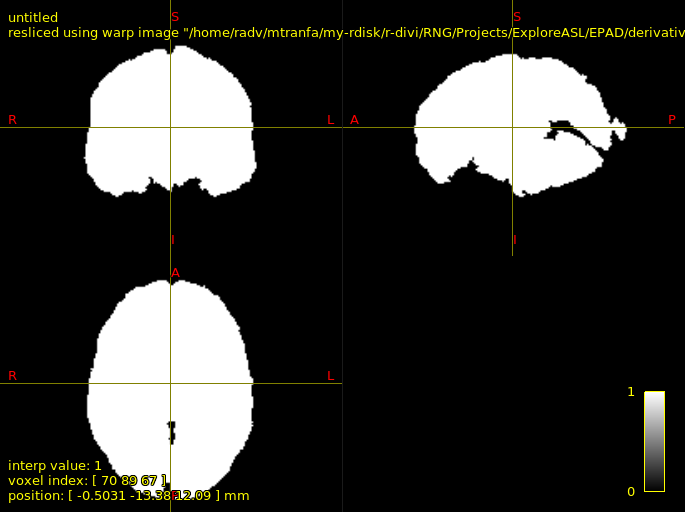 untitled
resliced using warp image "/home/radv/mtranfa/my-rdisk/r-divi/RNG/Projects/ExploreASL/EPAD/derivativ
S
S
R
L
A
P
I
I
A
R
L
1
interp value: 1
voxel index: [ 70 89 67 ]
0
position: [ -0.5031 -13.38 12.09 ] mm